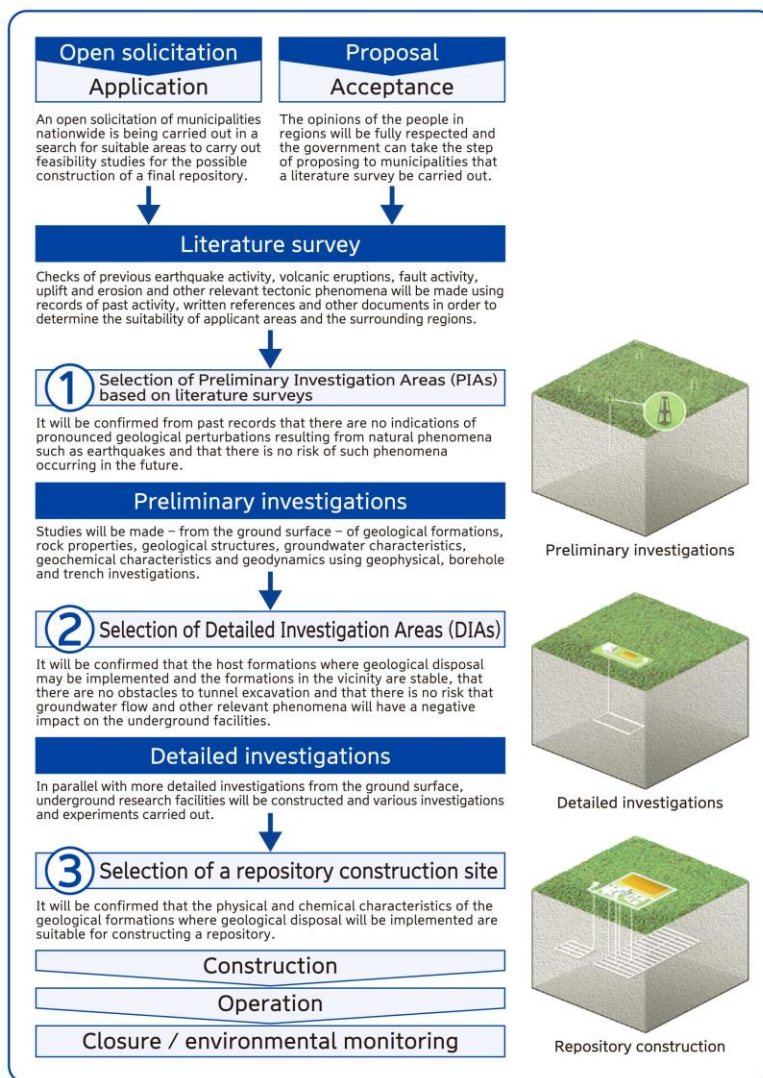 Open solicitation
Application
An open solicitation of municipalities
nationwide is being carried out in a
search for suitable areas to carry out
feasibility studies for the possible
construction of a final repository.
Proposal
Acceptance
The opinions of the people in
regions will be fully respected and
the government can take the step
of proposing to municipalities that
a literature survey be carried out.
Literature survey
Checks of previous earthquake activity, volcanic eruptions, fault activity,
uplift and erosion and other relevant tectonic phenomena will be made using
records of past activity, written references and other documents in order to
determine the suitability of applicant areas and the surrounding regions.
1 Selection of Preliminary Investigation Areas (PIAs)
based on literature surveys
It will be confirmed from past records that there are no indications of
pronounced geological perturbations resulting from natural phenomena
such as earthquakes and that there is no risk of such phenomena
occurring in the future.
Preliminary investigations
Studies will be made – from the ground surface – of geological formations,
rock properties, geological structures, groundwater characteristics,
geochemical characteristics and geodynamics using geophysical, borehole
and trench investigations.
2 Selection of Detailed Investigation Areas (DIAs)
It will be confirmed that the host formations where geological disposal
may be implemented and the formations in the vicinity are stable, that
there are no obstacles to tunnel excavation and that there is no risk that
groundwater flow and other relevant phenomena will have a negative
impact on the underground facilities.
Detailed investigations
In parallel with more detailed investigations from the ground surface,
underground research facilities will be constructed and various investigations
and experiments carried out.
3 Selection of a repository construction site
It will be confirmed that the physical and chemical characteristics of the
geological formations where geological disposal will be implemented are
suitable for constructing a repository.
Construction
Operation
Closure / environmental monitoring
Preliminary investigations
Detailed investigations
Repository construction